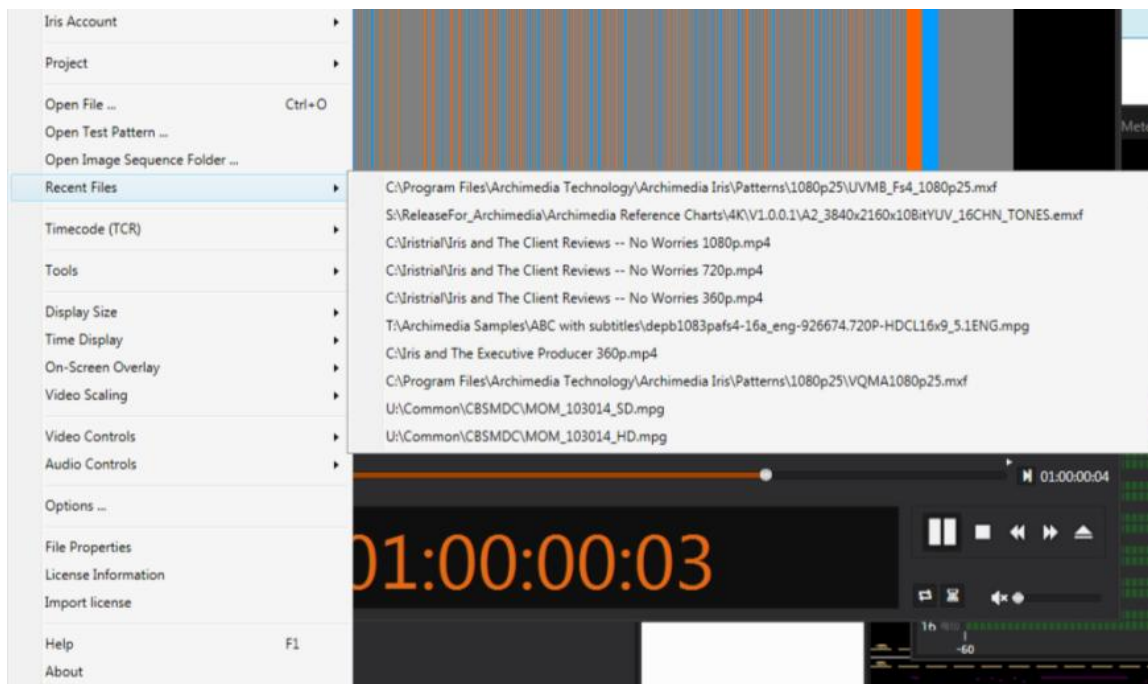 Iris Account
Project
Open File ... Ctrl+O
Open Test Pattern ...
Open Image Sequence Folder ...
Recent Files
Timecode (TCR)
Tools
Display Size
Time Display
On-Screen Overlay
Video Scaling
Video Controls
Audio Controls
Options ...
File Properties
License Information
Import license
Help F1
About
C:\Program Files\Archimedia Technology\Archimedia Iris\Patterns\1080p25\UVMB_Fs4_1080p25.mxf
S:\ReleaseFor_Archimedia\Archimedia Reference Charts\4K\V1.0.0.1\A2_3840x2160x10BitYUV_16CHN_TONES.emxf
C:\Iristrial\Iris and The Client Reviews -- No Worries 1080p.mp4
C:\Iristrial\Iris and The Client Reviews -- No Worries 720p.mp4
C:\Iristrial\Iris and The Client Reviews -- No Worries 360p.mp4
T:\Archimedia Samples\ABC with subtitles\depb1083pafs4-16a_eng-926674.720P-HDCL16x9_5.1ENG.mpg
C:\Iris and The Executive Producer 360p.mp4
C:\Program Files\Archimedia Technology\Archimedia Iris\Patterns\1080p25\VQMA1080p25.mxf
U:\Common\CBSMDC\MOM_103014_SD.mpg
U:\Common\CBSMDC\MOM_103014_HD.mpg
Mete
01:00:00:04
01:00:00:03
16
-60